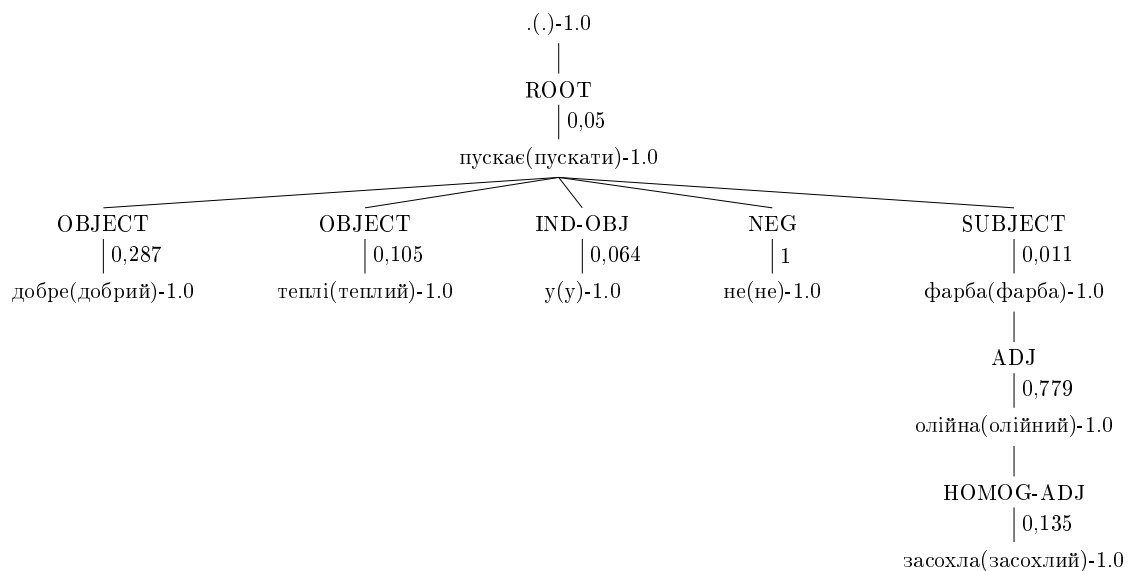 .(.)-1.0
ROOT
0,05
пускає(пускати)-1.0
OBJECT OBJECT IND-OBJ NEG SUBJECT
0,287 0,105 0,064 1 0,011
добре(добрий)-1.0 теплі(теплий)-1.0 у(у)-1.0 не(не)-1.0 фарба(фарба)-1.0
ADJ
0,779
олійна(олійний)-1.0
HOMOG-ADJ
0,135
засохла(засохлий)-1.0